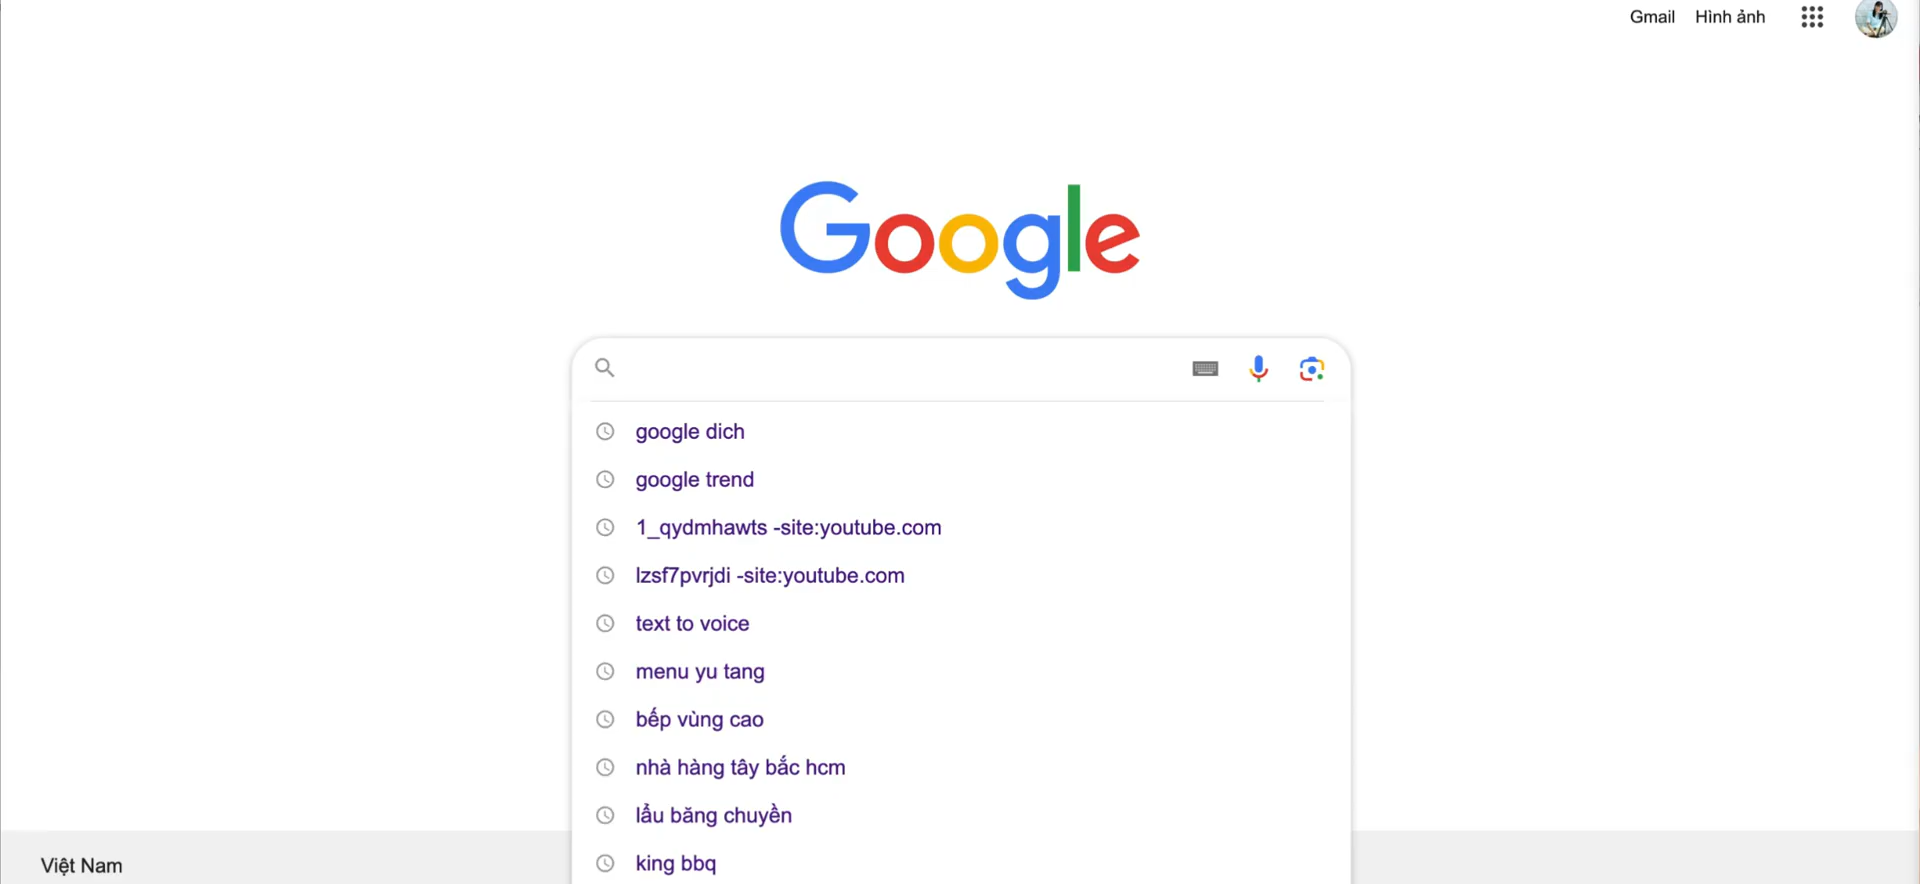 Gmail Hình ảnh
Google
google dich
google trend
1_qydmhawts -site:youtube.com
lzsf7pvrjdi -site:youtube.com
text to voice
menu yu tang
bếp vùng cao
nhà hàng tây bắc hcm
lẩu băng chuyền
king bbq
Việt Nam